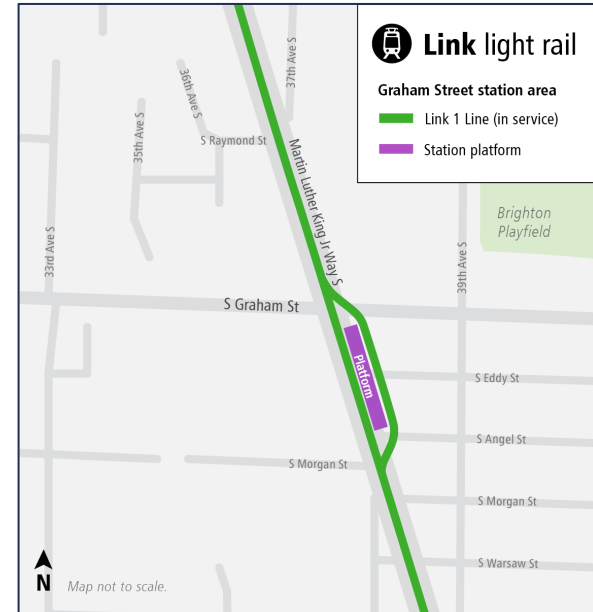 Link light rail
Graham Street station area
Link 1 Line (in service)
Station platform
37th Ave S
36th Ave S
35th Ave S
S Raymond St
Martin Luther King Jr Way S
Brighton
Playfield
33rd Ave S
39th Ave S
S Graham St
Platform
S Eddy St
S Angel St
S Morgan St
S Morgan St
S Warsaw St
N
Map not to scale.